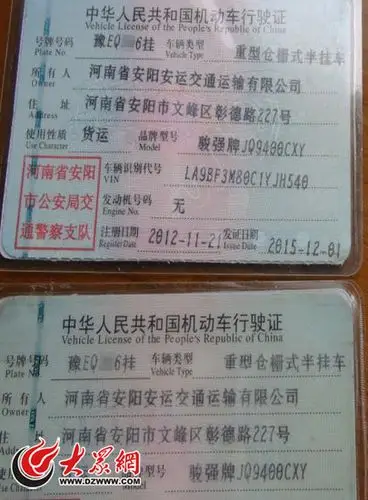 中华人民共和国机动车行驶证
Vehicle License of the People's Republic of China
号牌号码 豫EQ 6挂 车辆类型 重型仓栅式半挂车
Plate No. Vehicle Type
所有人 河南省安阳安运交通运输有限公司
Owner
住址 河南省安阳市文峰区彰德路227号
Address
使用性质 货运 品牌型号 骏强牌JQ9400CXY
Use Character Model
河南省安阳
市公安局交
通警察支队
车辆识别代号 LA9BF3M80C1YJH540
VIN
发动机号码 无
Engine No.
注册日期 2012-11-21 发证日期 2015-12-01
Register Date Issue Date
中华人民共和国机动车行驶证
Vehicle License of the People's Republic of China
号牌号码 豫EQ 6挂 车辆类型 重型仓栅式半挂车
Plate No. Vehicle Type
所有人 河南省安阳安运交通运输有限公司
Owner
河南省安阳市文峰区彰德路227号
骏强牌JQ9400CXY
Model
大众网
WWW.DZWWW.COM